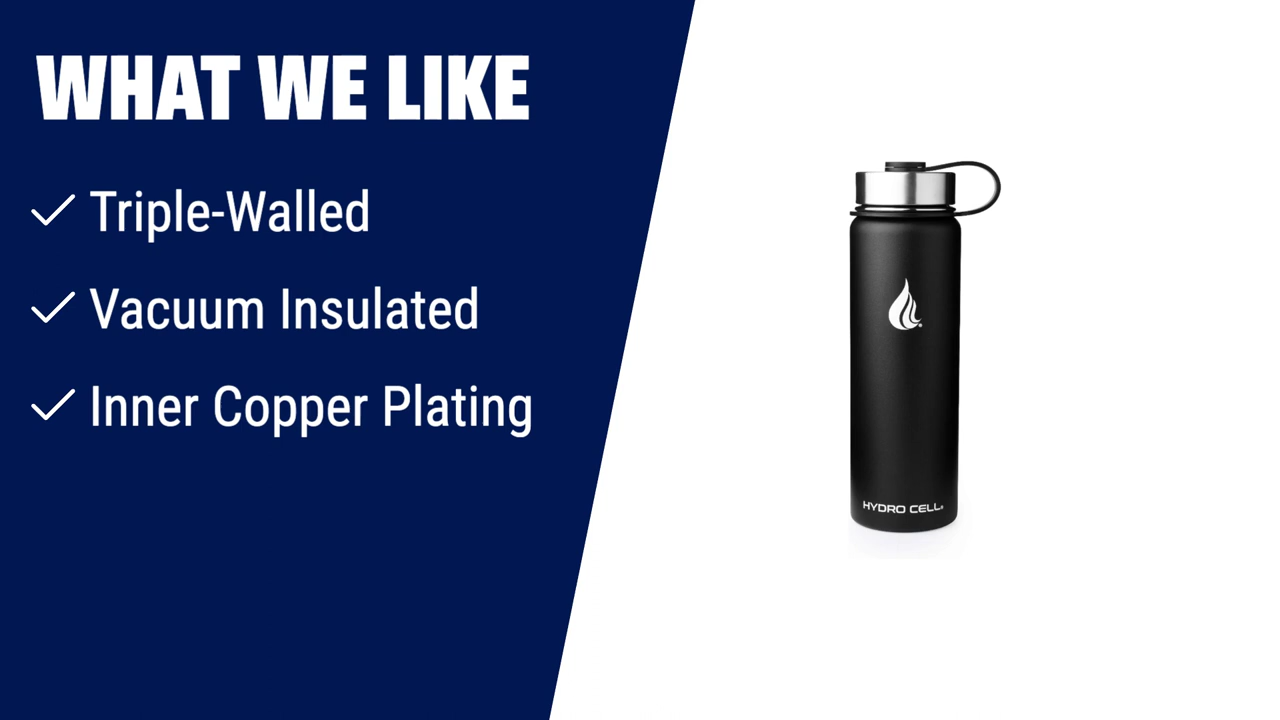 WHAT WE LIKE
Triple-Walled
Vacuum Insulated
Inner Copper Plating
HYDRO CELL